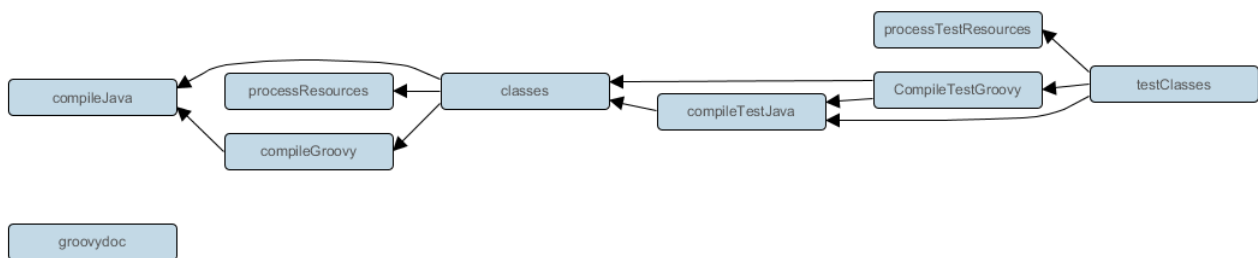 processTestResources
compileJava
processResources
classes
CompileTestGroovy
testClasses
compileTestJava
compileGroovy
groovydoc